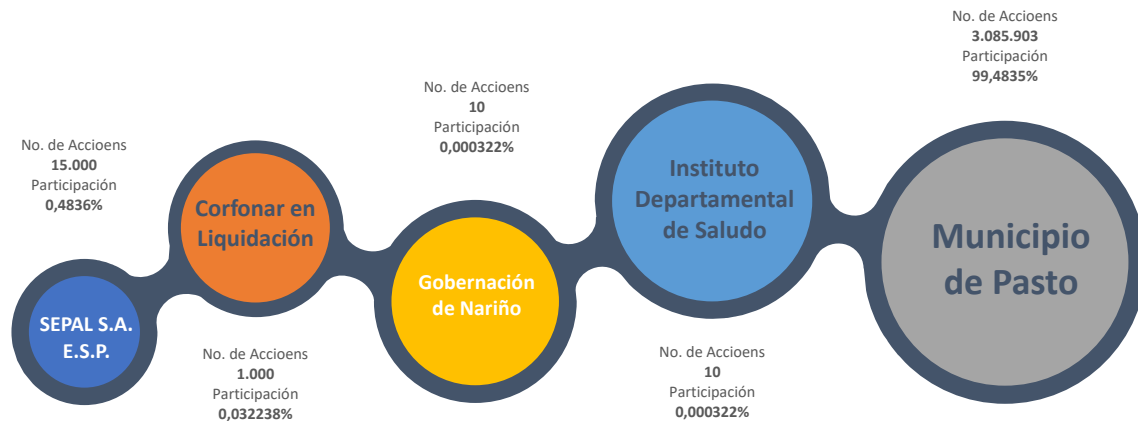 No. de Accioens
15.000
Participación
0,4836%
SEPAL S.A.
E.S.P.
Corfonar en
Liquidación
No. de Accioens
1.000
Participación
0,032238%
No. de Accioens
10
Participación
0,000322%
Gobernación
de Nariño
Instituto
Departamental
de Saludo
No. de Accioens
10
Participación
0,000322%
No. de Accioens
3.085.903
Participación
99,4835%
Municipio
de Pasto